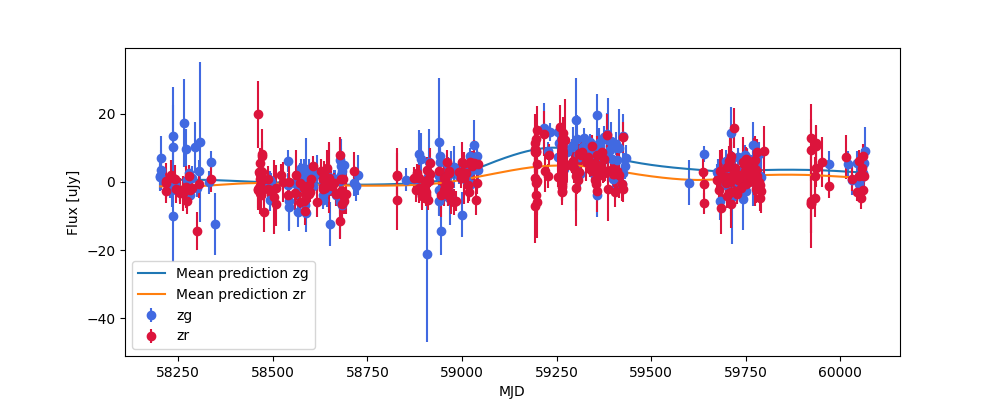 Flux [uJy]
20
0
−20
−40
Mean prediction zg
Mean prediction zr
zg
zr
58250 58500 58750 59000 59250 59500 59750 60000
MJD